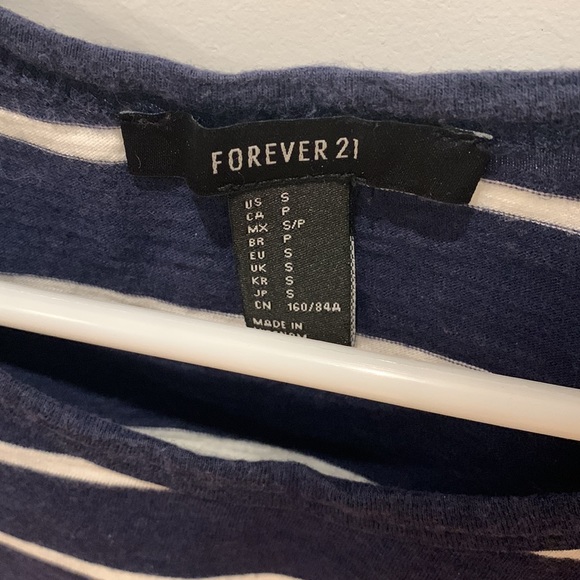 FOREVER 21
US S
CA P
MX S/P
BR P
EU S
UK S
KR S
JP S
CN 160/84A
MADE IN